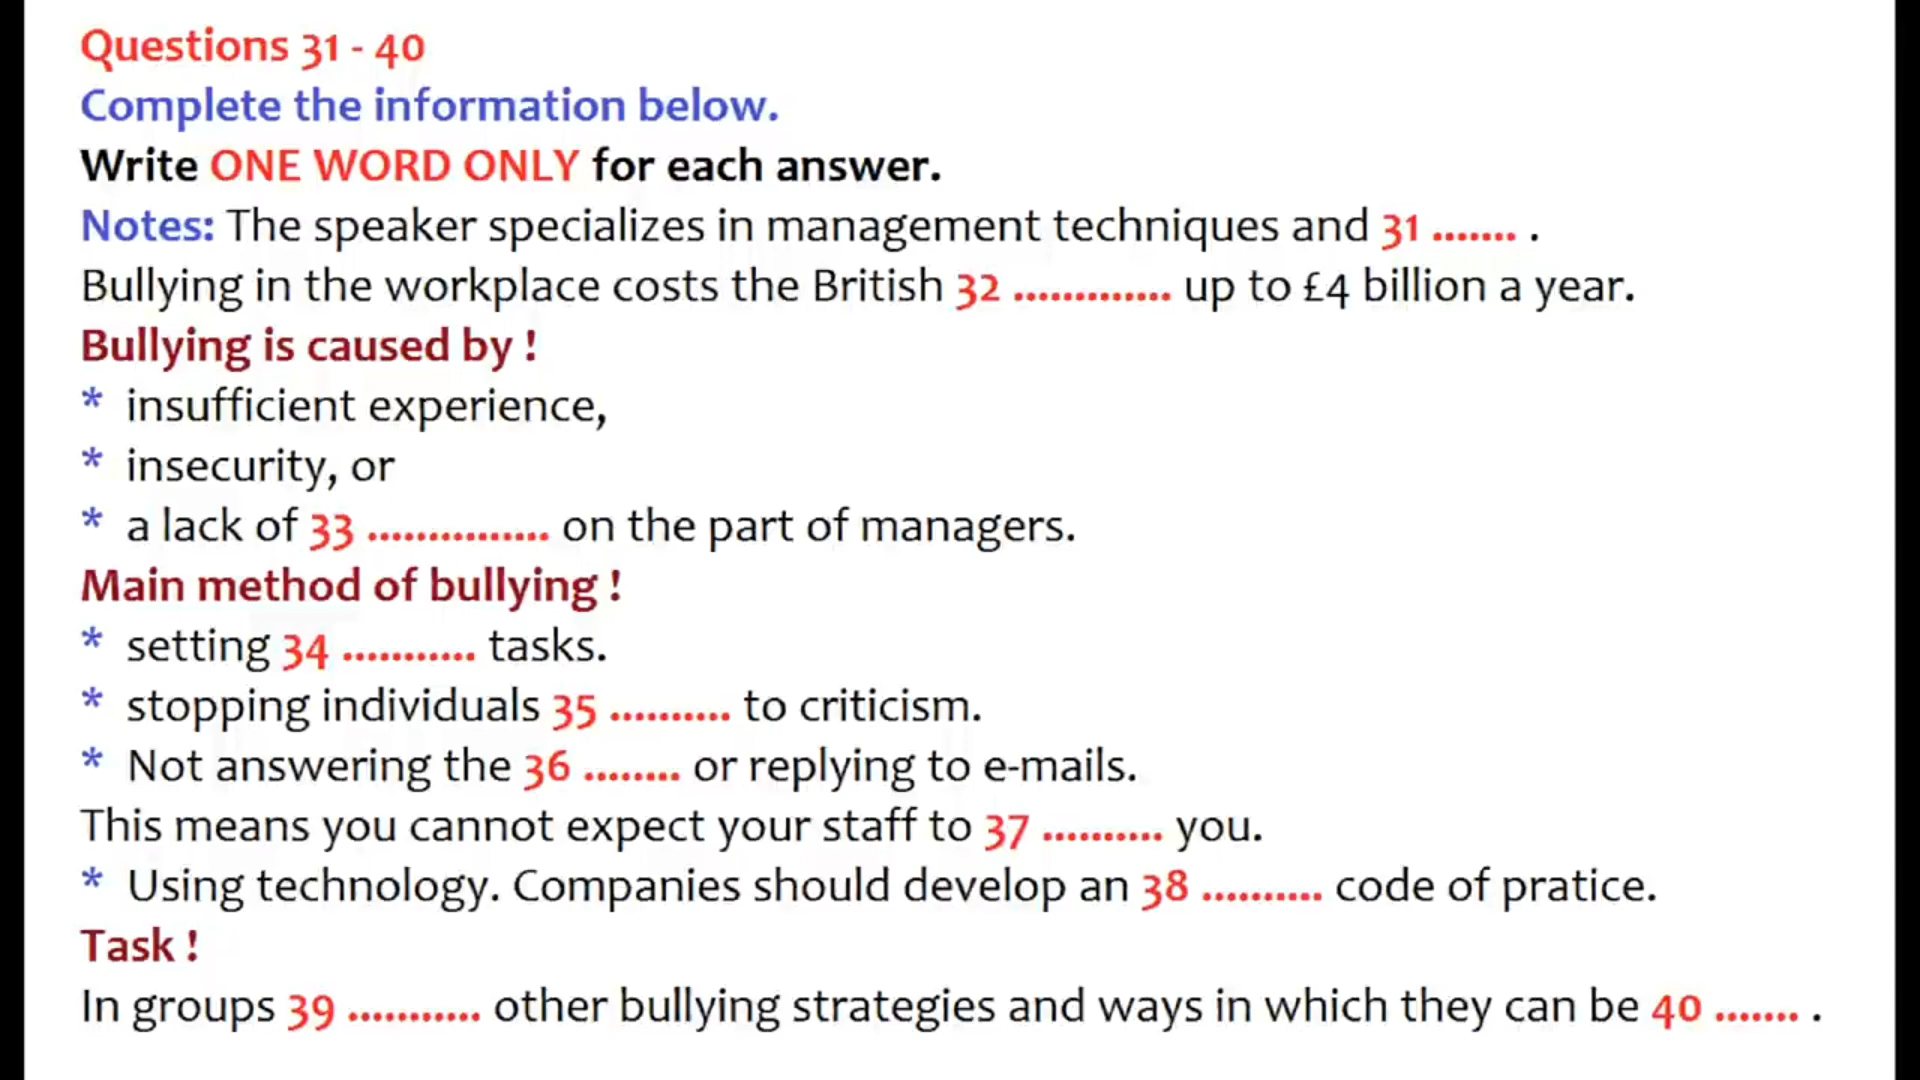 Questions 31 - 40
Complete the information below.
Write ONE WORD ONLY for each answer.
Notes: The speaker specializes in management techniques and 31 ....... .
Bullying in the workplace costs the British 32 ............. up to £4 billion a year.
Bullying is caused by !
* insufficient experience,
* insecurity, or
* a lack of 33 ............... on the part of managers.
Main method of bullying !
* setting 34 ........... tasks.
* stopping individuals 35 .......... to criticism.
* Not answering the 36 ........ or replying to e-mails.
This means you cannot expect your staff to 37 .......... you.
* Using technology. Companies should develop an 38 .......... code of pratice.
Task !
In groups 39 ........... other bullying strategies and ways in which they can be 40 ....... .